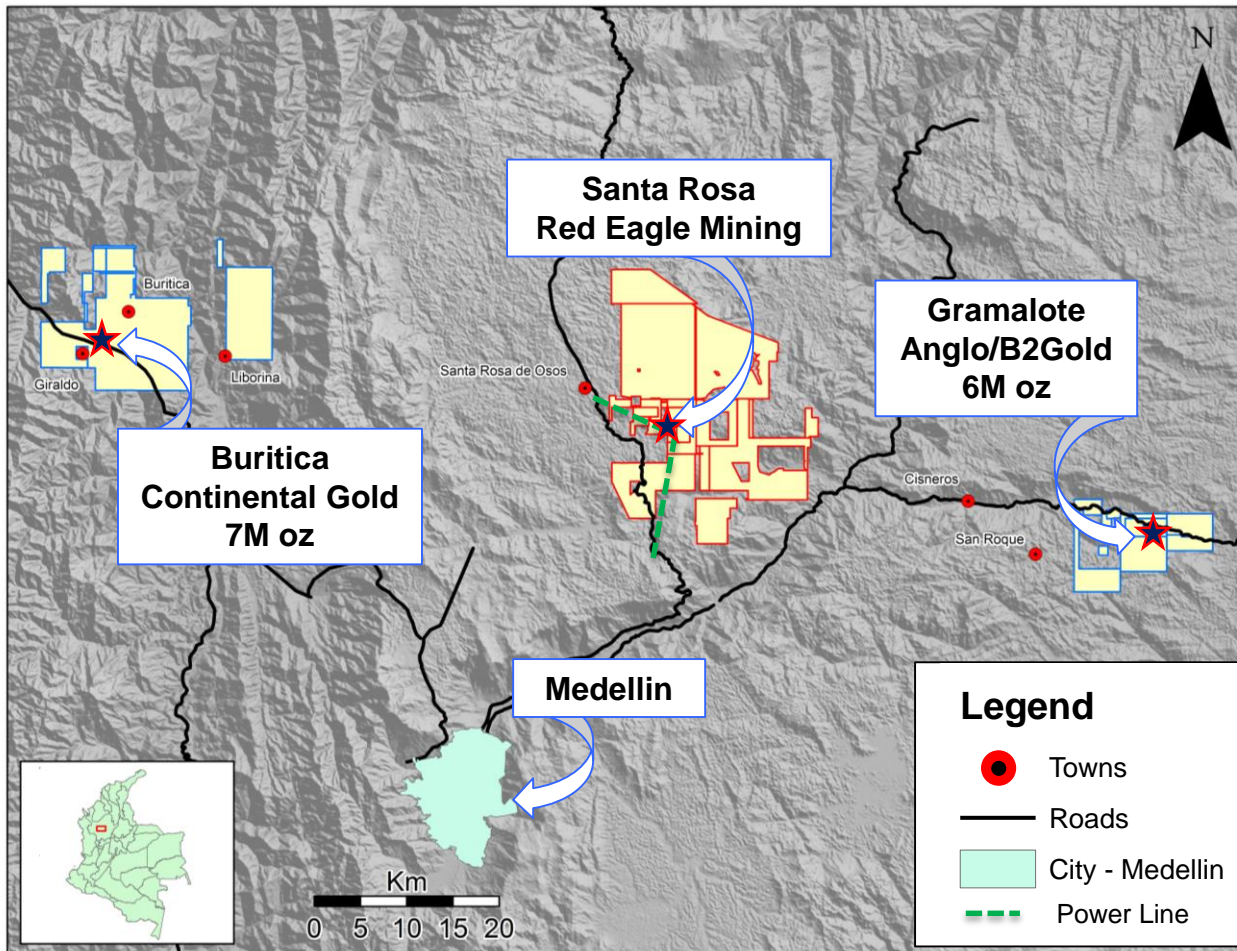 N
Santa Rosa
Red Eagle Mining
Gramalote
Anglo/B2Gold
6M oz
Buritica
Giraldo
Liborina
Santa Rosa de Osos
Buritica
Continental Gold
7M oz
Cisneros
San Roque
Medellin
Legend
Towns
Roads
City - Medellin
Power Line
Km
0 5 10 15 20